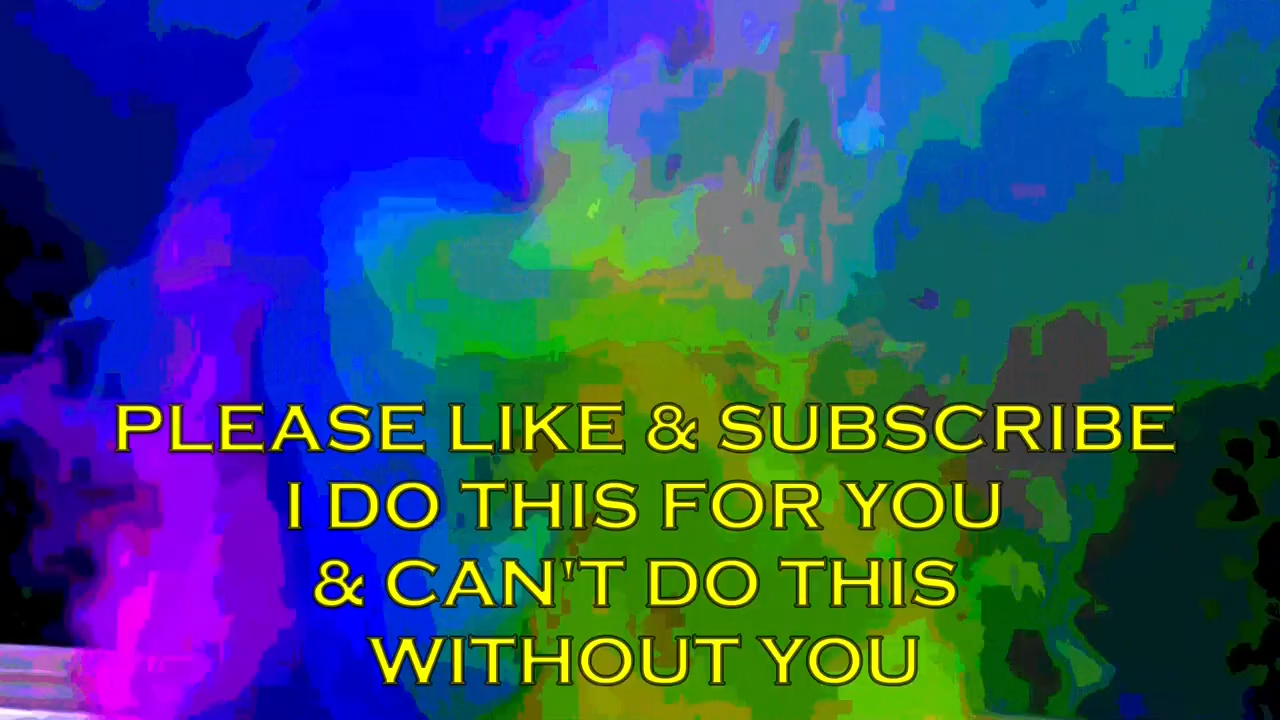 PLEASE LIKE & SUBSCRIBE
I DO THIS FOR YOU
& CAN'T DO THIS
WITHOUT YOU